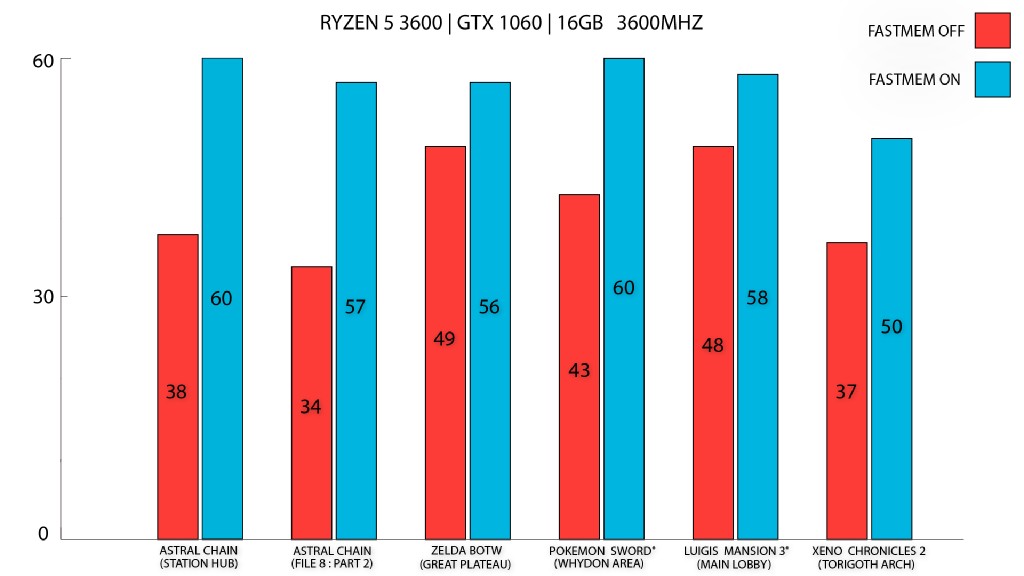 RYZEN 5 3600 | GTX 1060 | 16GB 3600MHZ
FASTMEM OFF
FASTMEM ON
60
30
0
38
60
34
57
49
56
43
60
48
58
37
50
ASTRAL CHAIN
(STATION HUB)
ASTRAL CHAIN
(FILE 8 : PART 2)
ZELDA BOTW
(GREAT PLATEAU)
POKEMON SWORD*
(WHYDON AREA)
LUIGIS MANSION 3*
(MAIN LOBBY)
XENO CHRONICLES 2
(TORIGOTH ARCH)